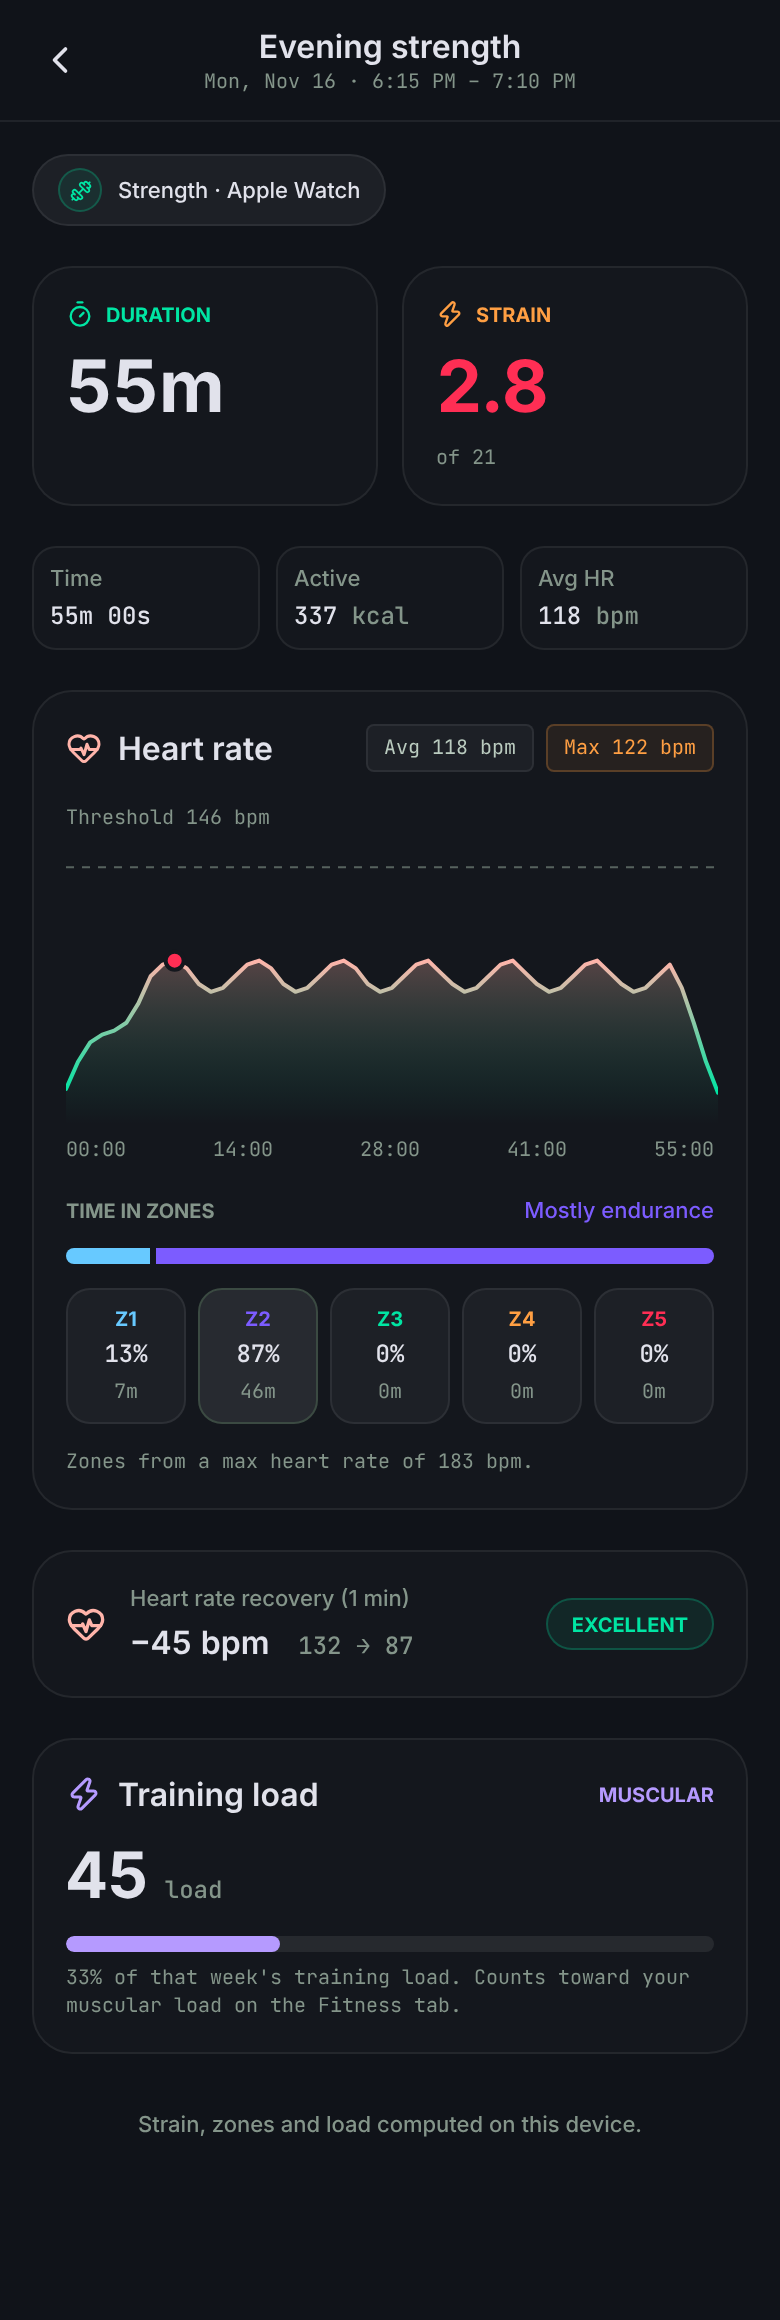 Evening strength
Mon, Nov 16 · 6:15 PM – 7:10 PM
Strength · Apple Watch
DURATION
55m
STRAIN
2.8
of 21
Time
55m 00s
Active
337 kcal
Avg HR
118 bpm
Heart rate
Avg 118 bpm
Max 122 bpm
Threshold 146 bpm
00:00 14:00 28:00 41:00 55:00
TIME IN ZONES
Mostly endurance
Z1
13%
7m
Z2
87%
46m
Z3
0%
0m
Z4
0%
0m
Z5
0%
0m
Zones from a max heart rate of 183 bpm.
Heart rate recovery (1 min)
−45 bpm 132 → 87
EXCELLENT
Training load
MUSCULAR
45 load
33% of that week's training load. Counts toward your
muscular load on the Fitness tab.
Strain, zones and load computed on this device.